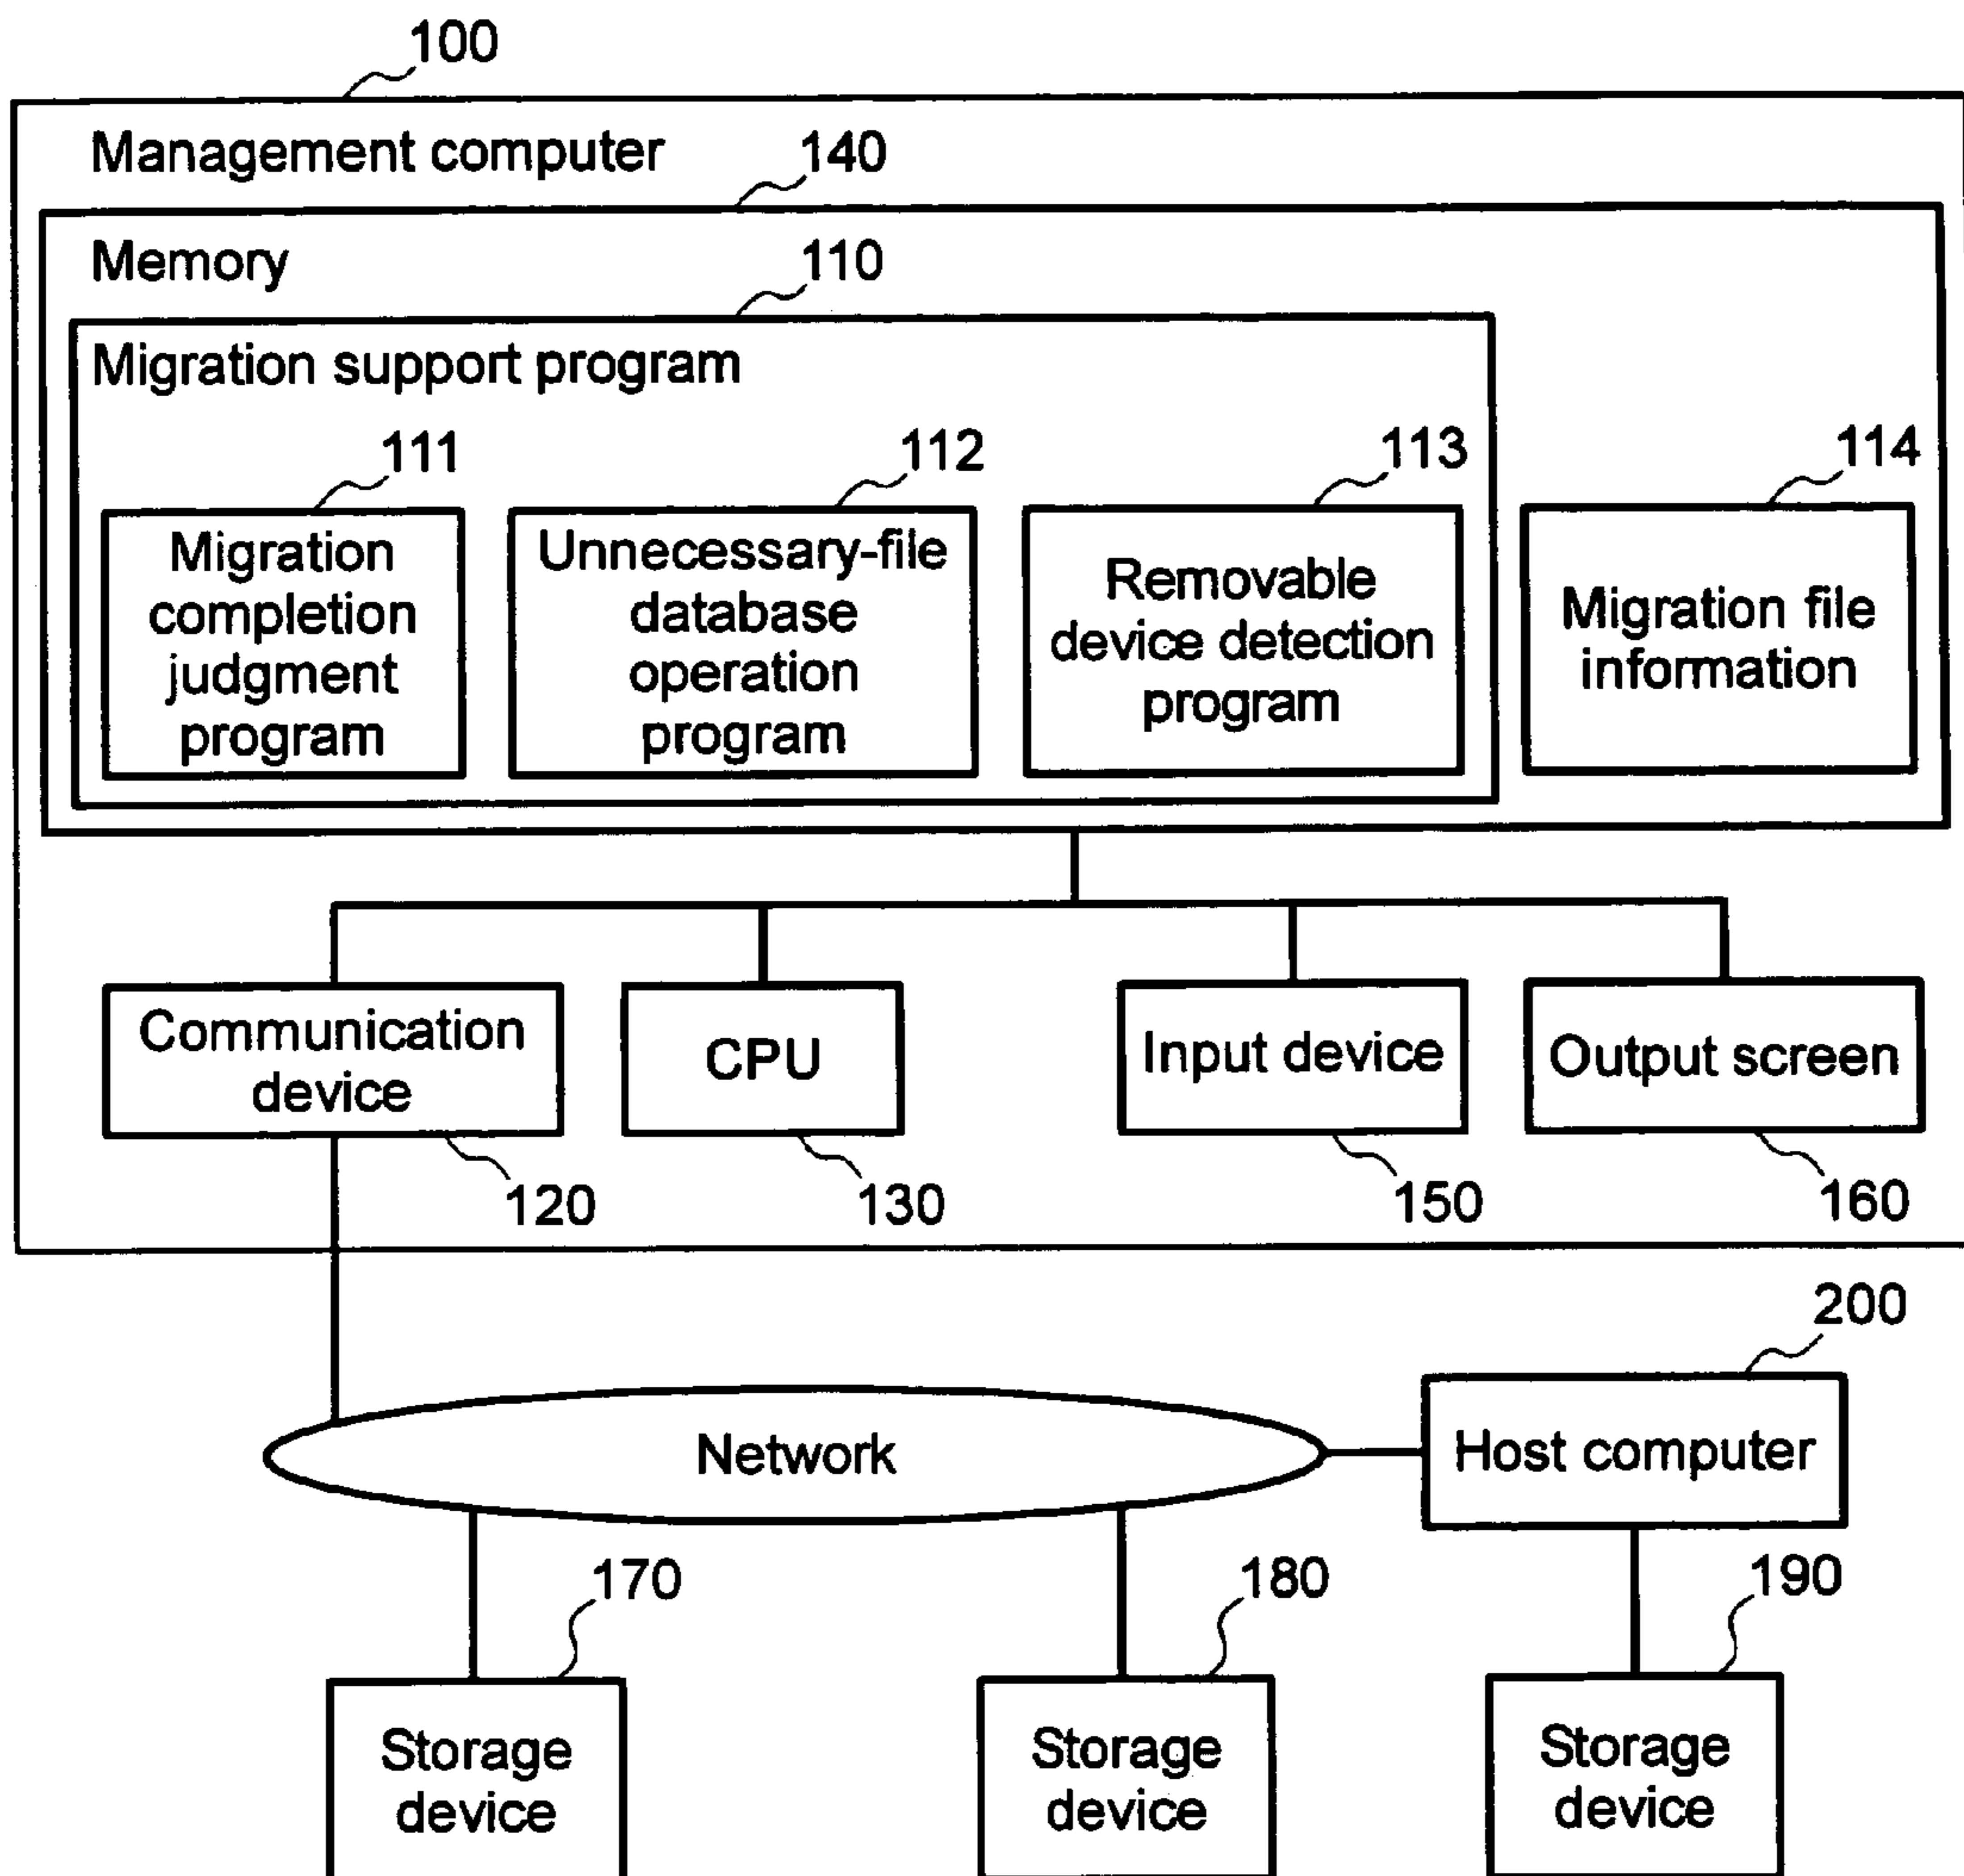 100
Management computer
140
Memory
110
Migration support program
111
112
113
114
Migration
completion
judgment
program
Unnecessary-file
database
operation
program
Removable
device detection
program
Migration file
information
Communication
device
CPU
Input device
Output screen
120
130
150
160
200
Network
Host computer
170
180
190
Storage
device
Storage
device
Storage
device